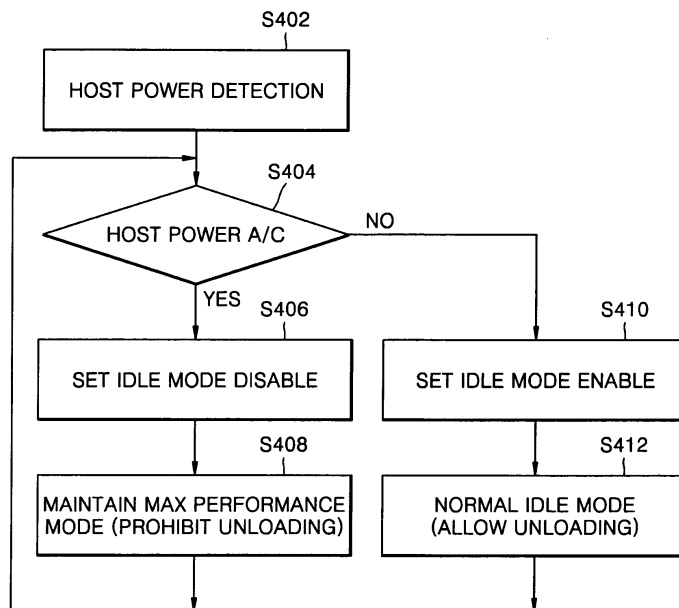 S402
HOST POWER DETECTION
S404
HOST POWER A/C
NO
YES
S406
SET IDLE MODE DISABLE
S410
SET IDLE MODE ENABLE
S408
MAINTAIN MAX PERFORMANCE
MODE (PROHIBIT UNLOADING)
S412
NORMAL IDLE MODE
(ALLOW UNLOADING)